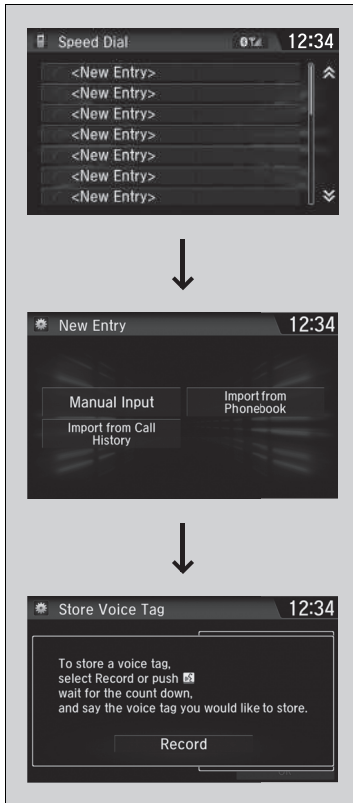 Speed Dial
12:34
<New Entry>
<New Entry>
<New Entry>
<New Entry>
<New Entry>
<New Entry>
<New Entry>
New Entry
12:34
Manual Input
Import from
Phonebook
Import from Call
History
Store Voice Tag
12:34
To store a voice tag,
select Record or push
wait for the count down,
and say the voice tag you would like to store.
Record